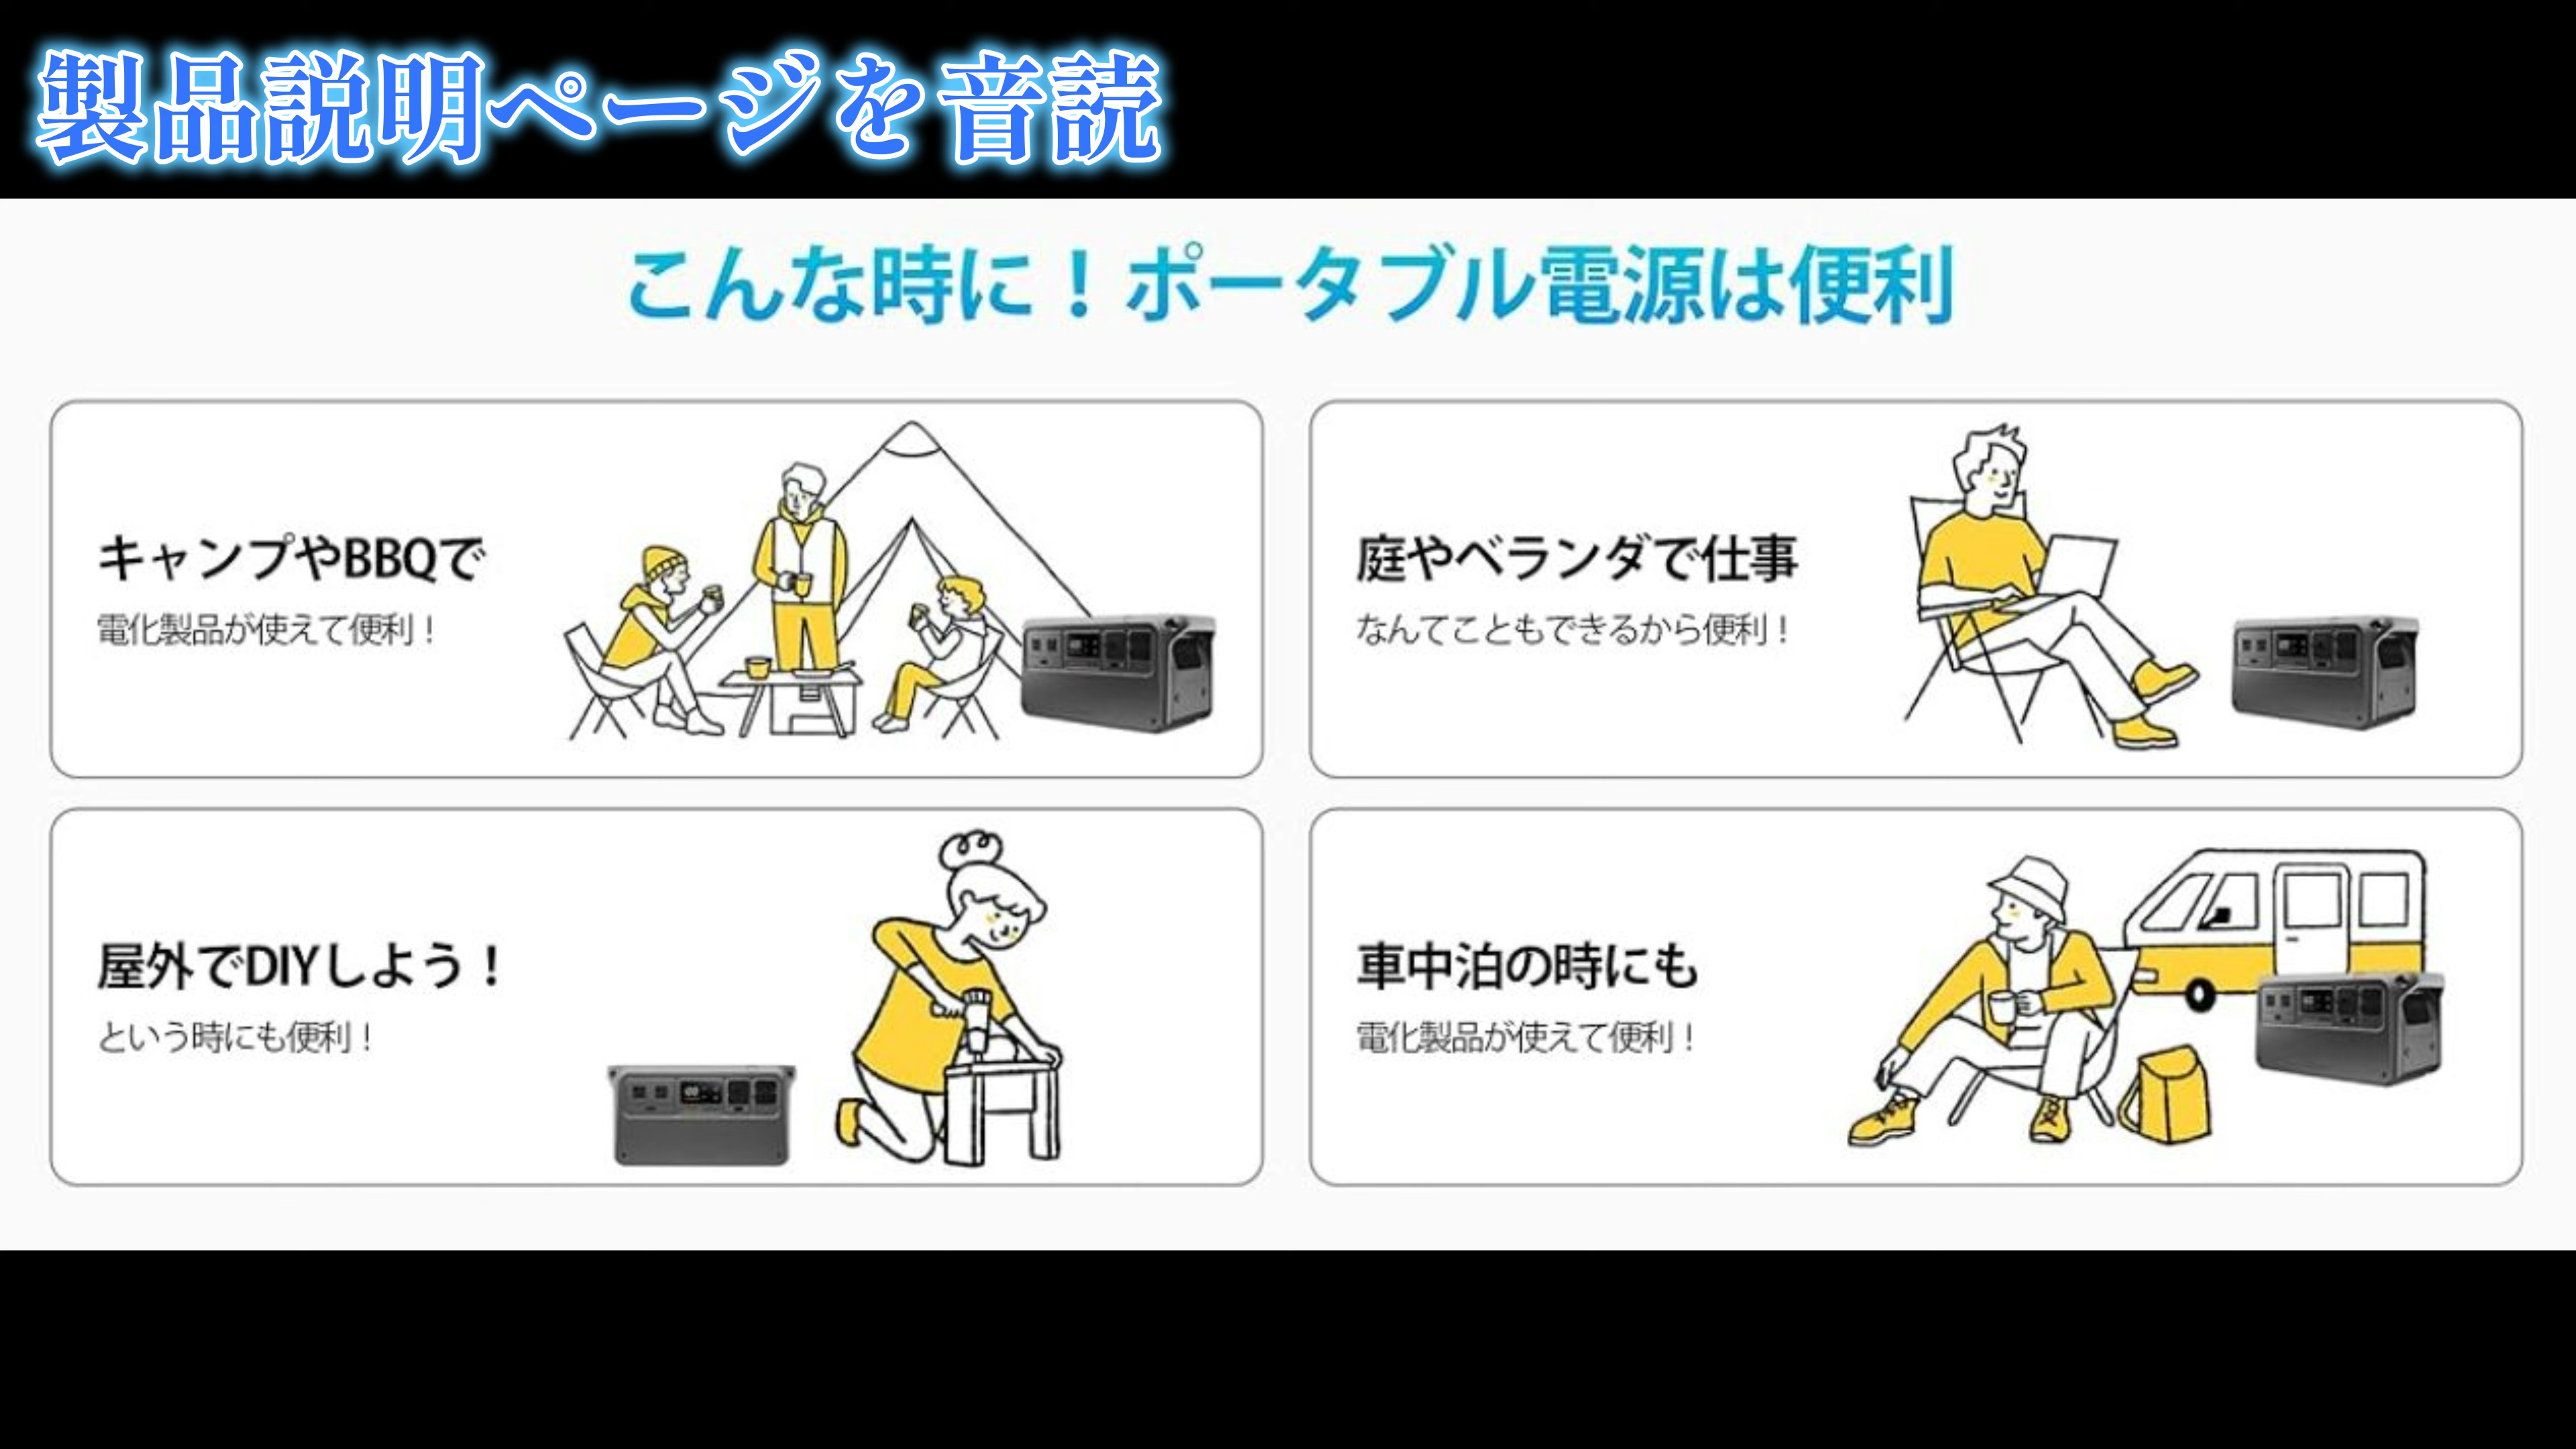 製品説明ページを音読
こんな時に！ポータブル電源は便利
キャンプやBBQで
電化製品が使えて便利！
庭やベランダで仕事
なんてこともできるから便利！
屋外でDIYしよう！
という時にも便利！
車中泊の時にも
電化製品が使えて便利！